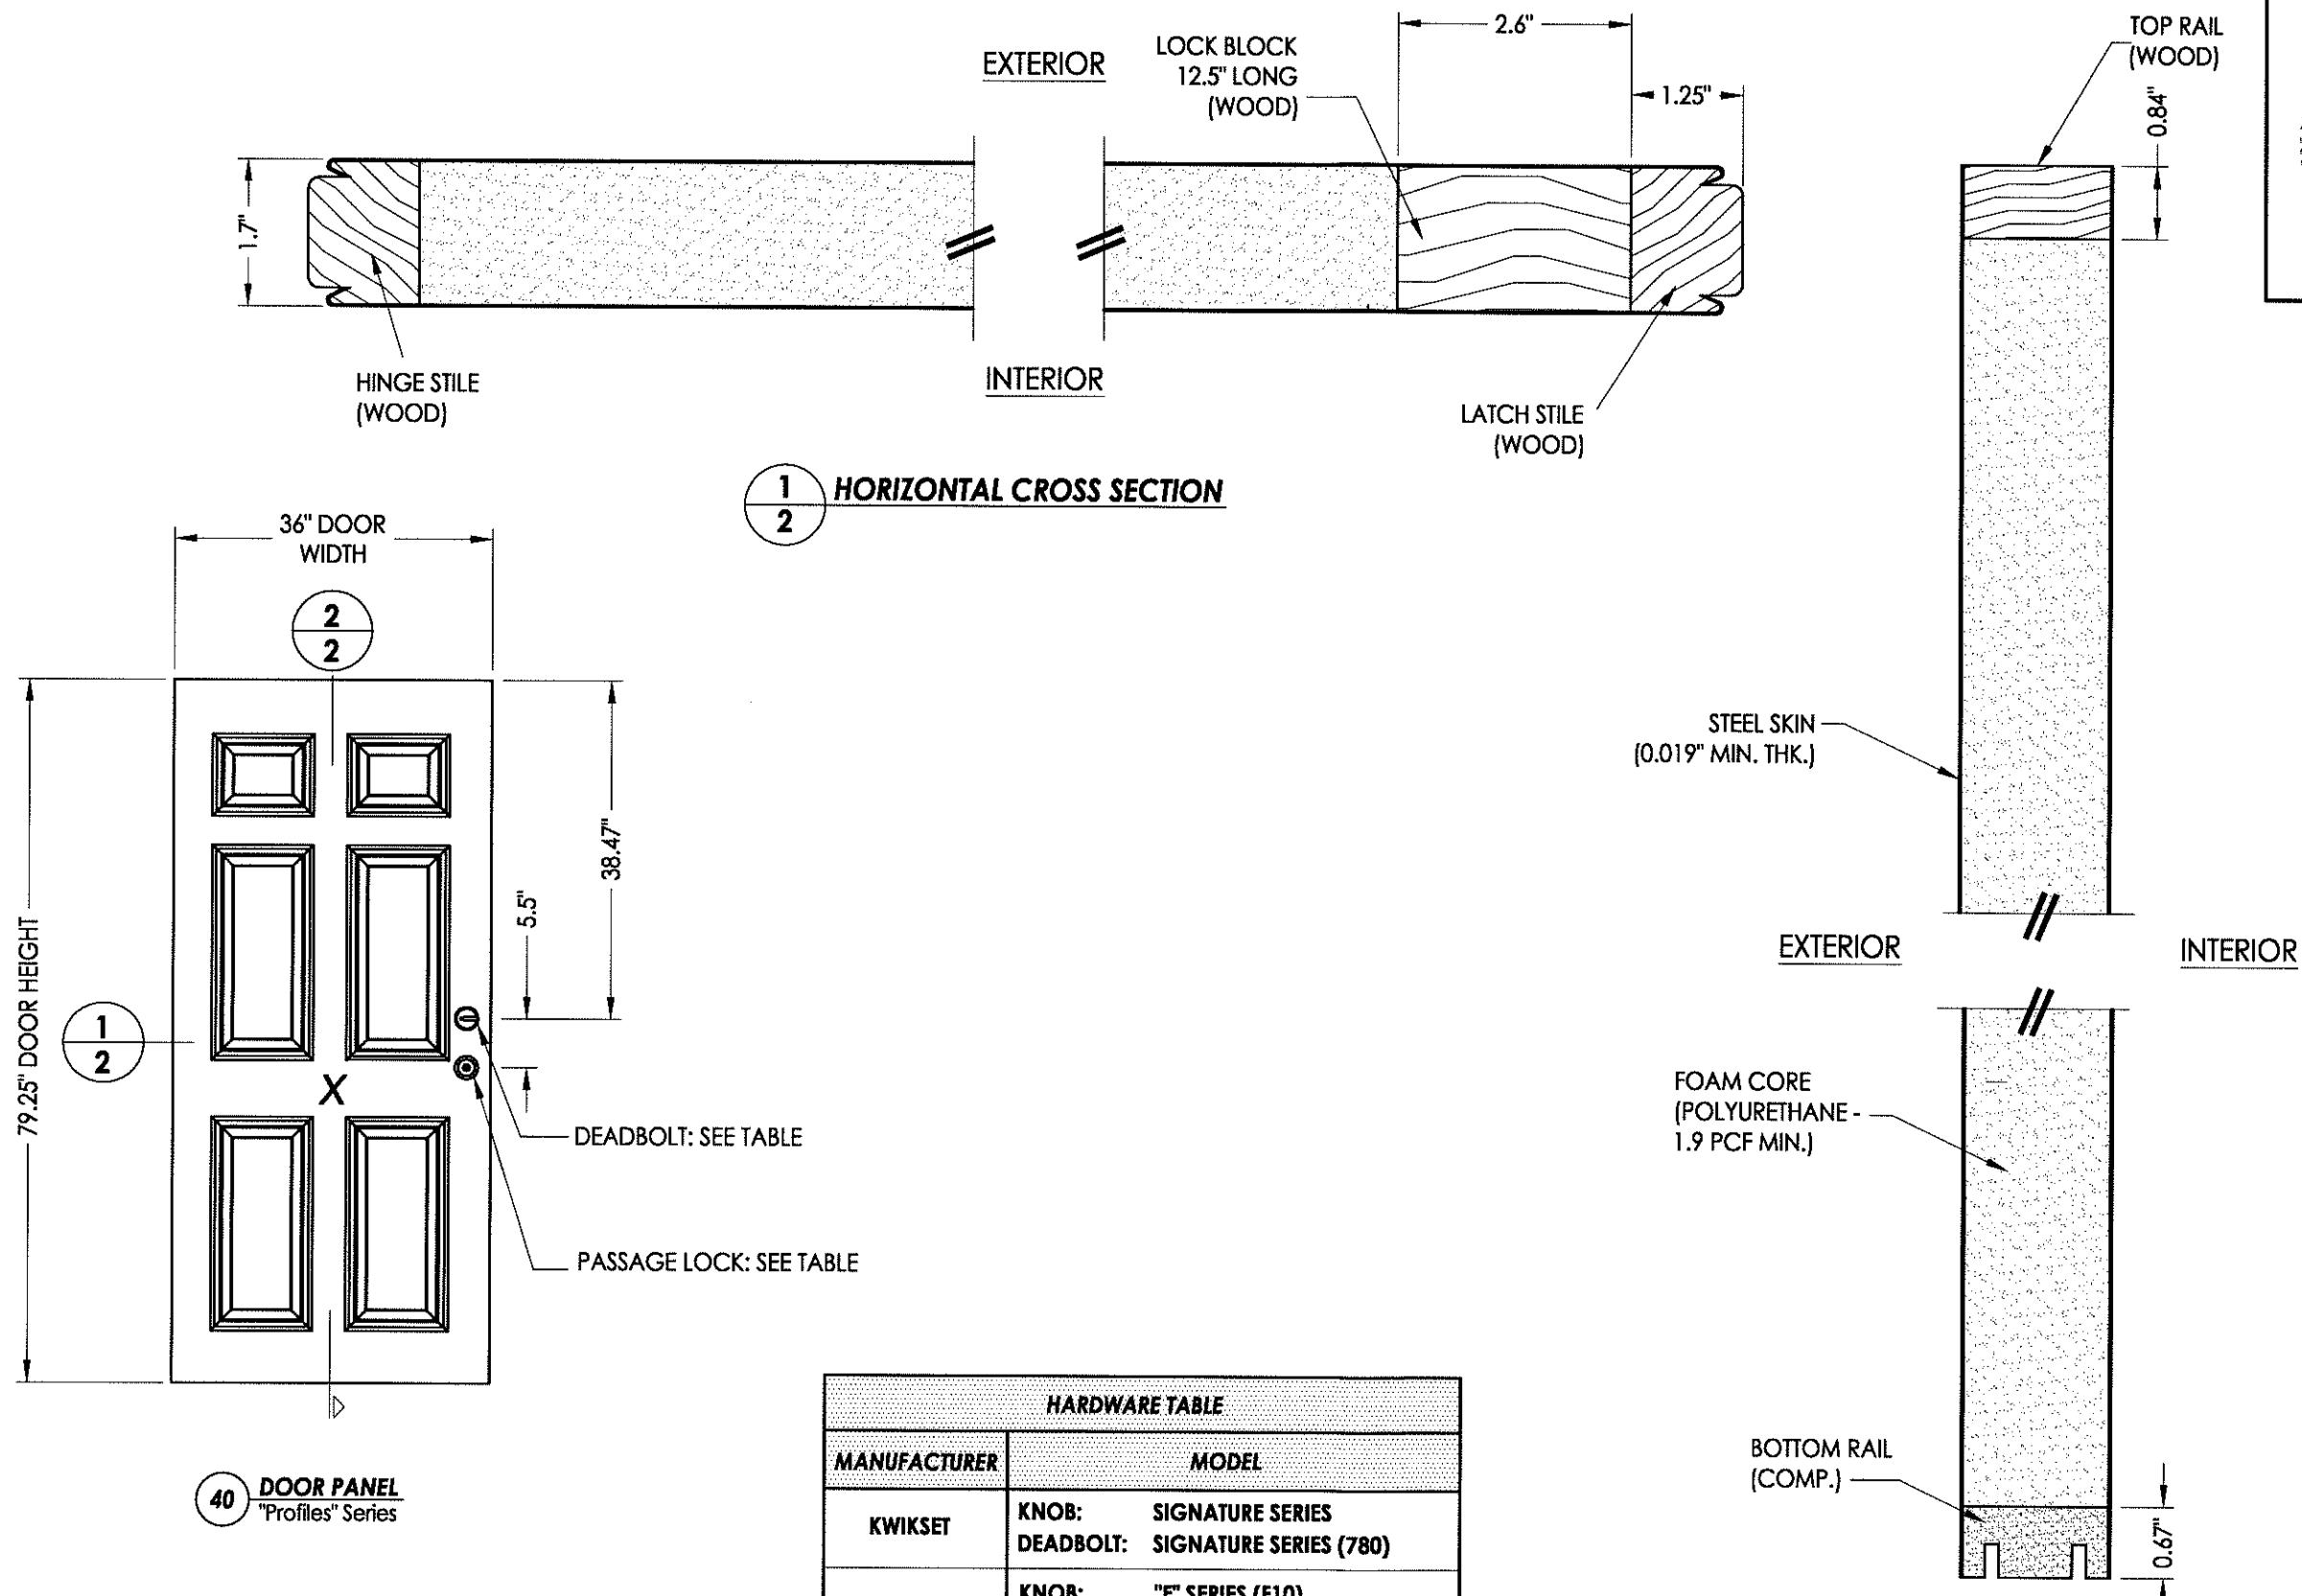 EXTERIOR
LOCK BLOCK
12.5" LONG
(WOOD)
2.6"
1.25"
1.7"
HINGE STILE
(WOOD)
INTERIOR
LATCH STILE
(WOOD)
1
2
HORIZONTAL CROSS SECTION
TOP RAIL
(WOOD)
0.84"
36" DOOR
WIDTH
2
2
79.25" DOOR HEIGHT
1
2
38.47"
5.5"
X
DEADBOLT: SEE TABLE
PASSAGE LOCK: SEE TABLE
40
DOOR PANEL
"Profiles" Series
STEEL SKIN
(0.019" MIN. THK.)
EXTERIOR
INTERIOR
FOAM CORE
(POLYURETHANE -
1.9 PCF MIN.)
BOTTOM RAIL
(COMP.)
0.67"
HARDWARE TABLE
MANUFACTURER MODEL
KWIKSET
KNOB: SIGNATURE SERIES
DEADBOLT: SIGNATURE SERIES (780)
KNOB: "F" SERIES (F10)